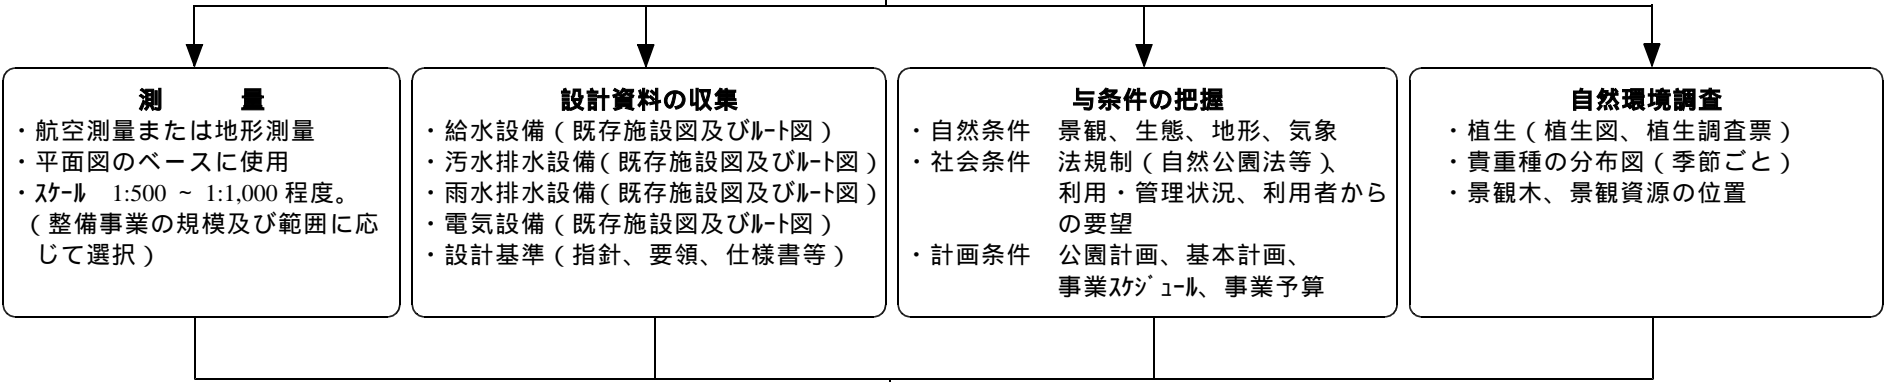 測　　　量
・航空測量または地形測量
・平面図のベースに使用
・ｽｹｰﾙ　1:500 ~ 1:1,000 程度。
（整備事業の規模及び範囲に応
じて選択）
設計資料の収集
・給水設備（既存施設図及びﾙｰﾄ図）
・汚水排水設備（既存施設図及びﾙｰﾄ図）
・雨水排水設備（既存施設図及びﾙｰﾄ図）
・電気設備（既存施設図及びﾙｰﾄ図）
・設計基準（指針、要領、仕様書等）
与条件の把握
・自然条件　景観、生態、地形、気象
・社会条件　法規制（自然公園法等）、
利用・管理状況、利用者から
の要望
・計画条件　公園計画、基本計画、
事業ｽｹｼﾞｭｰﾙ、事業予算
自然環境調査
・植生（植生図、植生調査票）
・貴重種の分布図（季節ごと）
・景観木、景観資源の位置